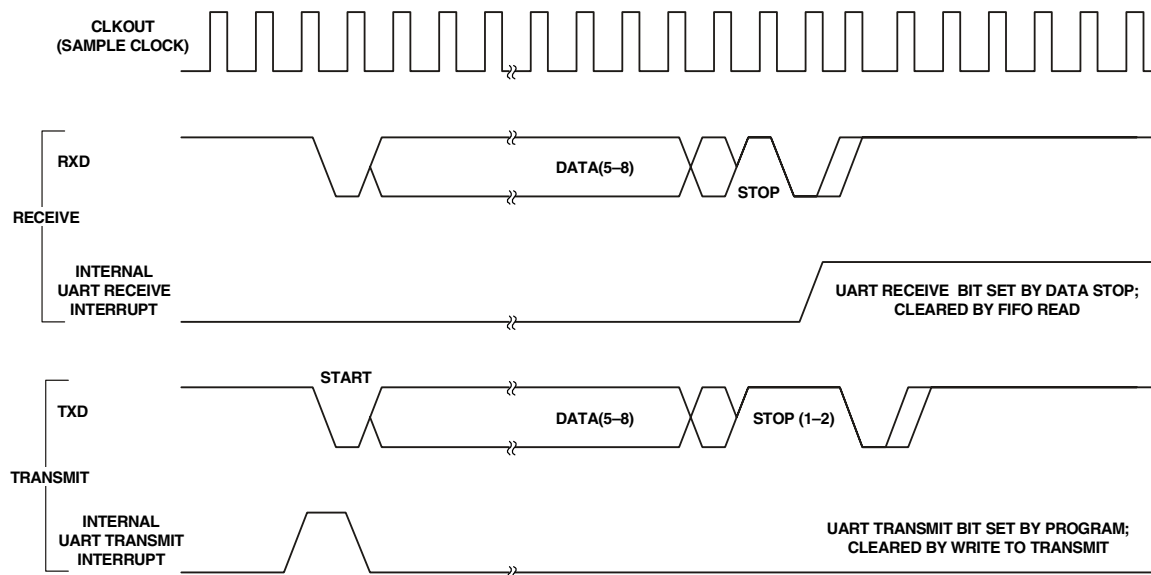 CLKOUT
(SAMPLE CLOCK)
RXD
DATA(5–8)
STOP
RECEIVE
INTERNAL
UART RECEIVE
INTERRUPT
UART RECEIVE BIT SET BY DATA STOP;
CLEARED BY FIFO READ
START
TXD
DATA(5–8)
STOP (1–2)
TRANSMIT
INTERNAL
UART TRANSMIT
INTERRUPT
UART TRANSMIT BIT SET BY PROGRAM;
CLEARED BY WRITE TO TRANSMIT